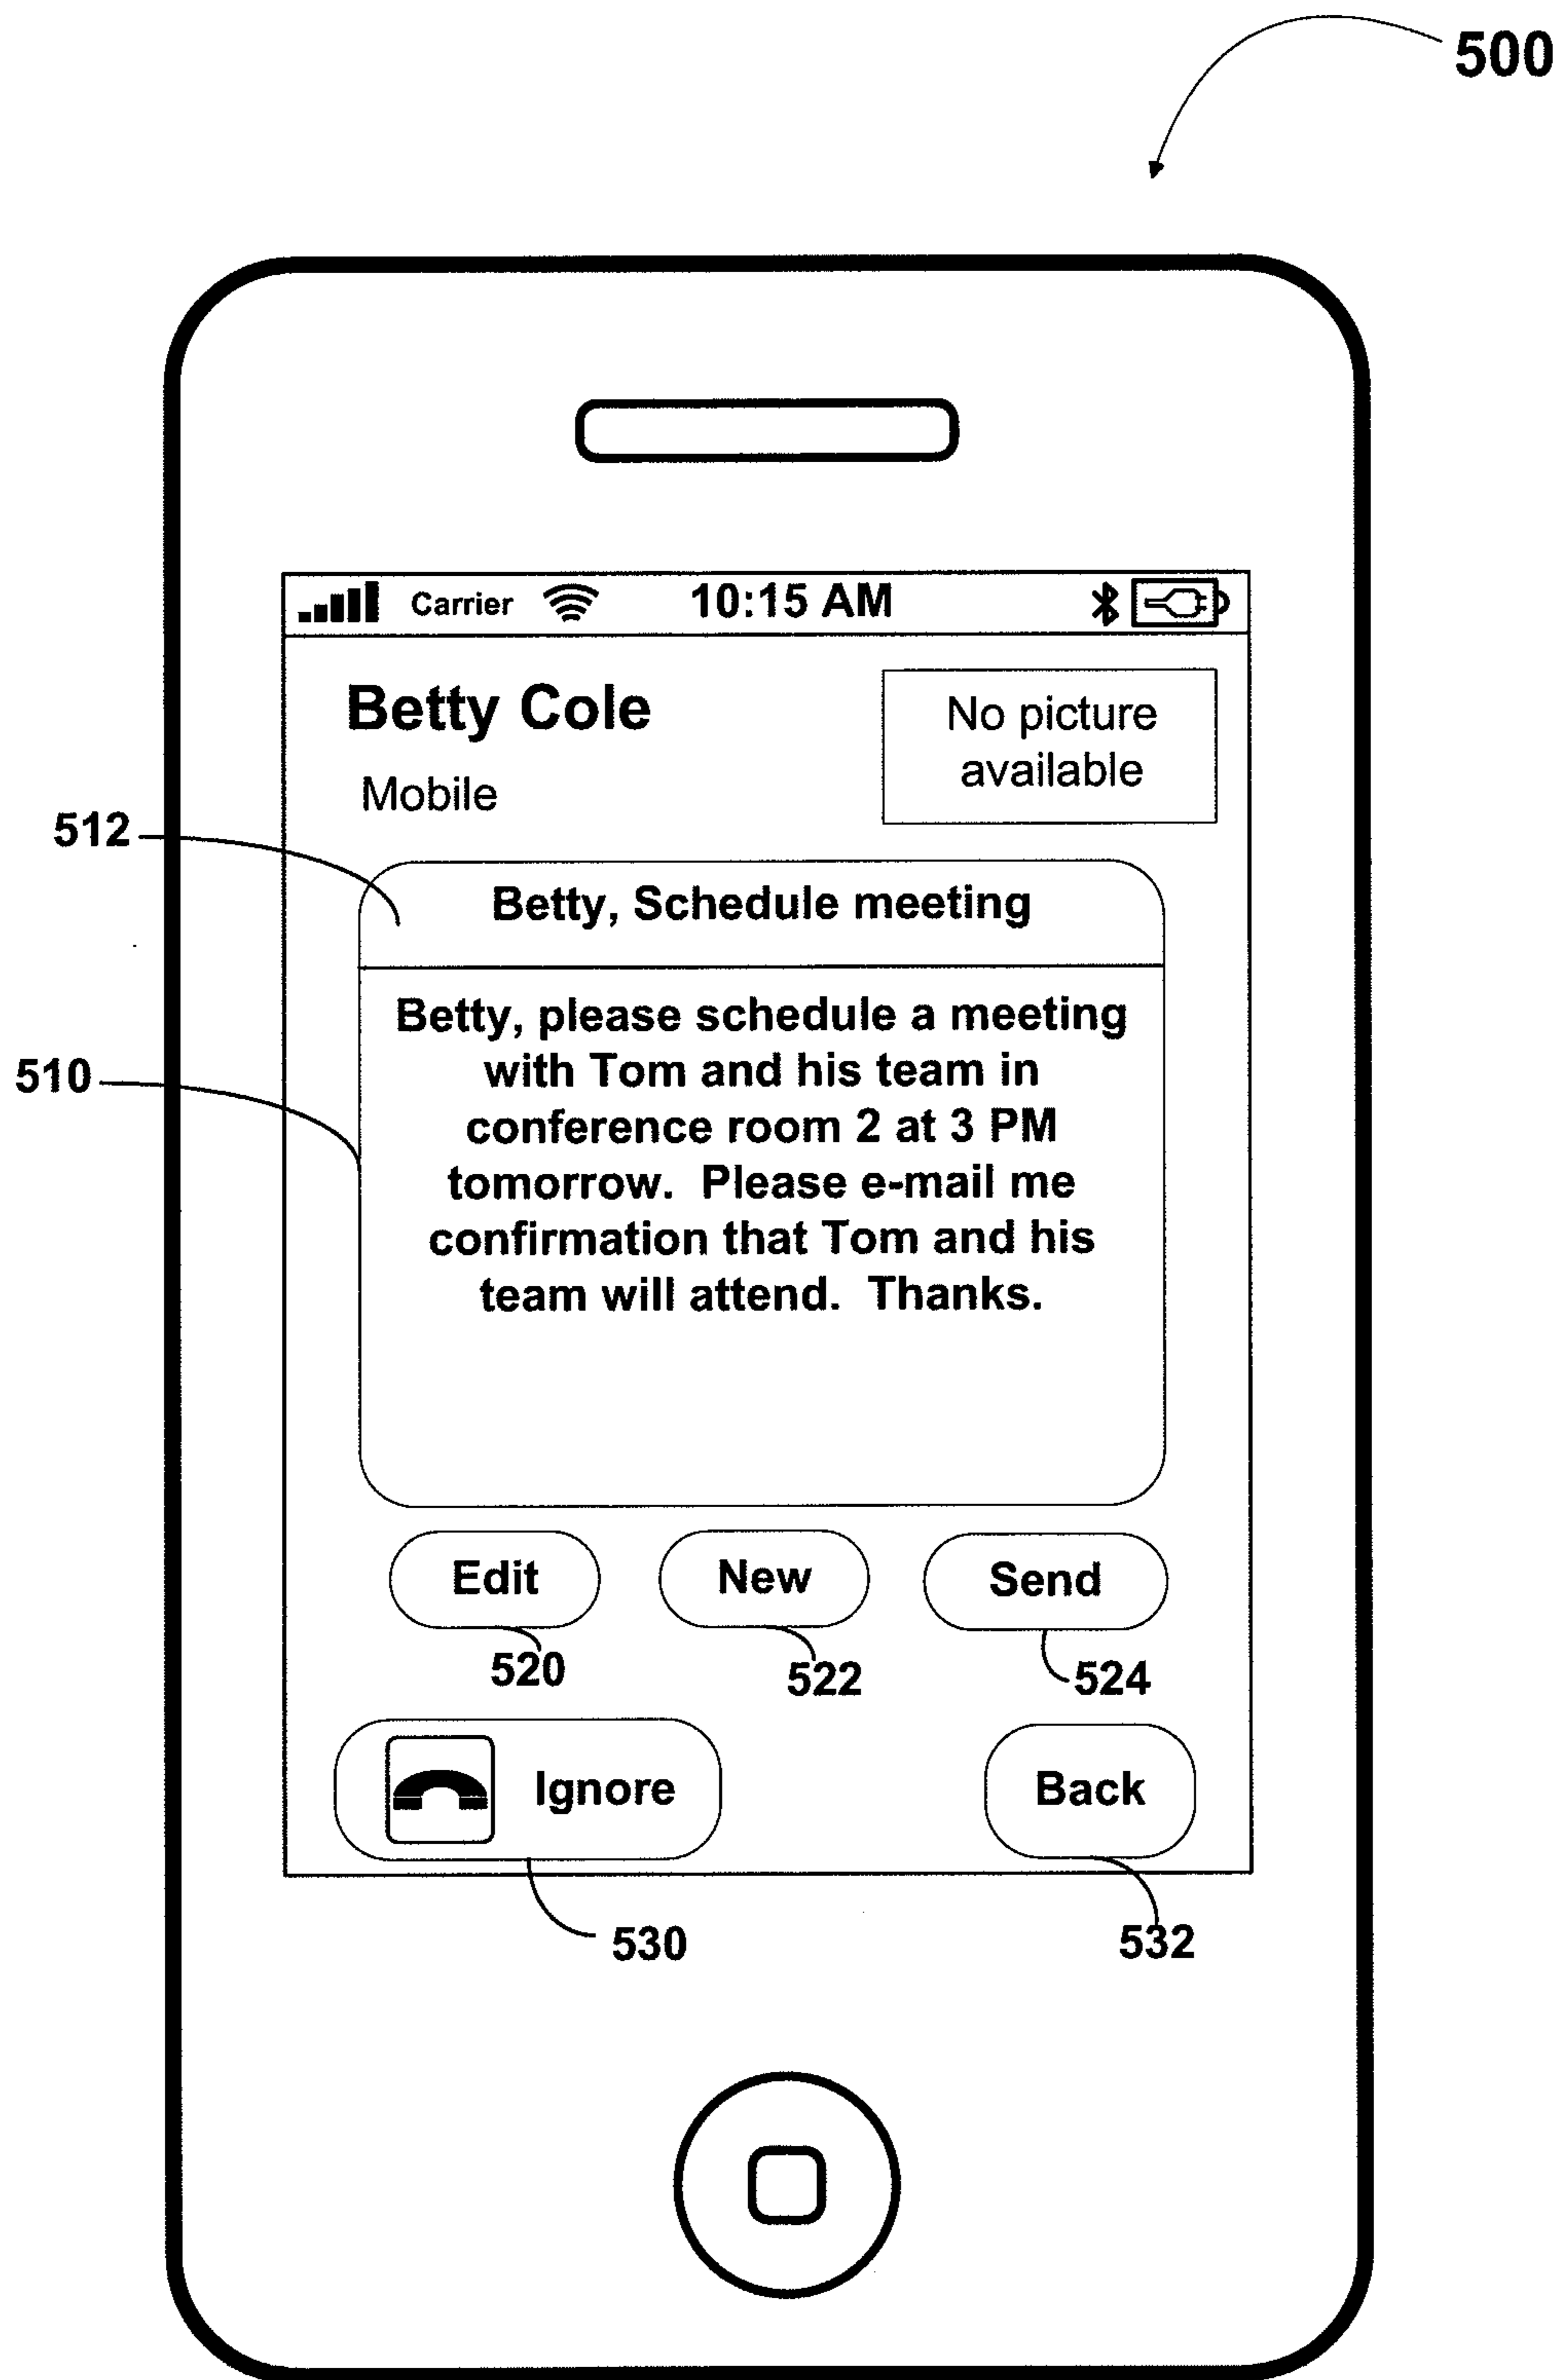 500
Carrier 10:15 AM
Betty Cole
No picture
available
Mobile
512
Betty, Schedule meeting
510
Betty, please schedule a meeting
with Tom and his team in
conference room 2 at 3 PM
tomorrow.  Please e-mail me
confirmation that Tom and his
team will attend.  Thanks.
Edit New Send
520 522 524
Ignore Back
530 532